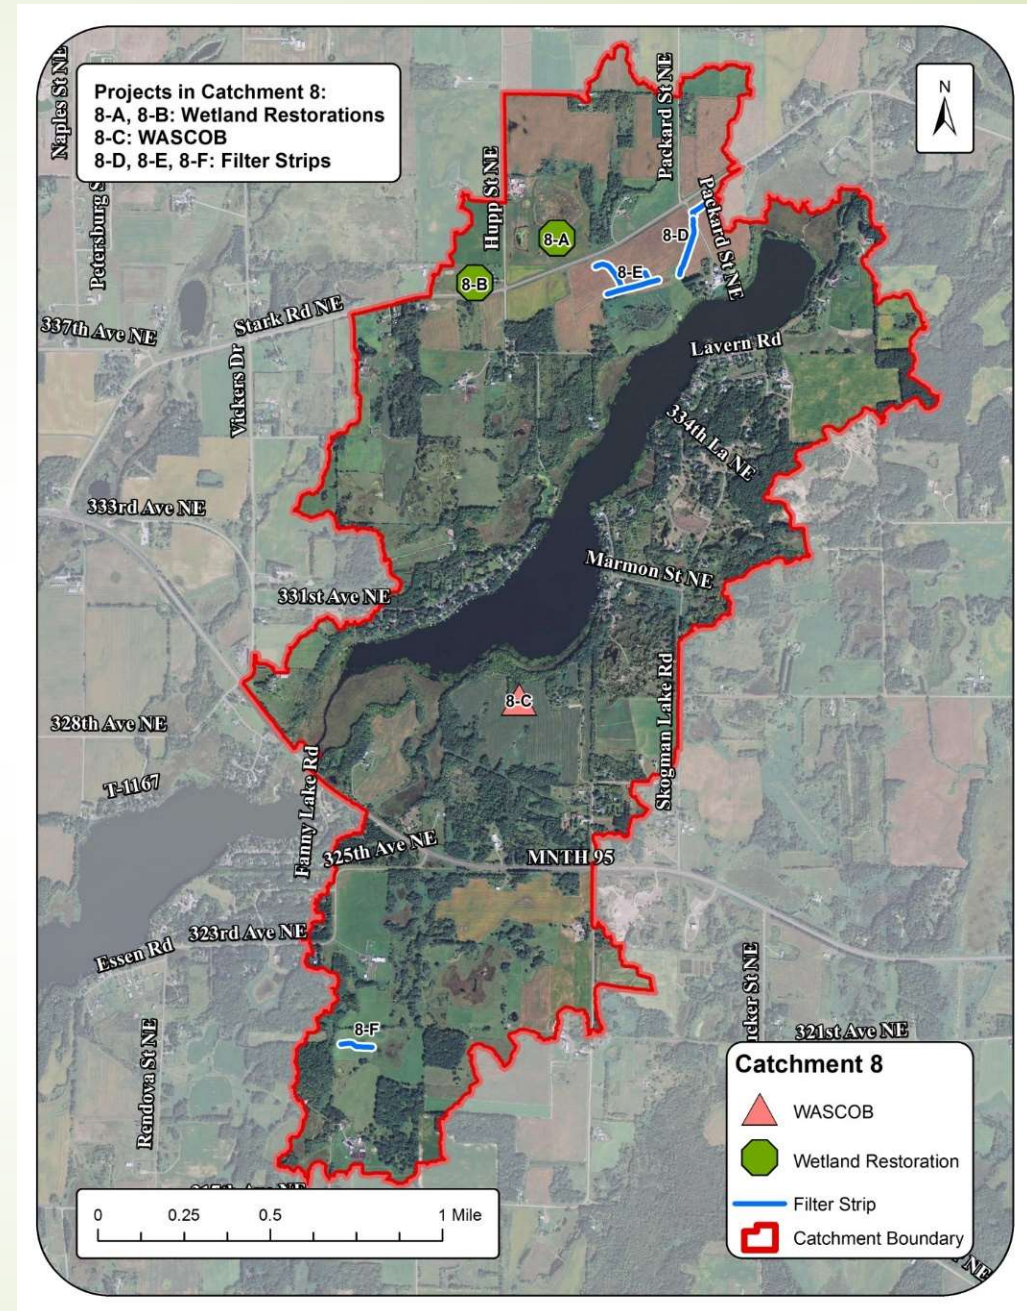 Projects in Catchment 8:
8-A, 8-B: Wetland Restorations
8-C: WASCOB
8-D, 8-E, 8-F: Filter Strips
N
Naples St NE
Petersburg S
Hupp St NE
Packard St NE
Packard St NE
8-A
8-B
8-D
8-E
337th Ave NE
Stark Rd NE
Vickers Dr
Lavern Rd
334th La NE
333rd Ave NE
Marmon St NE
331st Ave NE
8-C
328th Ave NE
Skogman Lake Rd
T-1167
Fanny Lake Rd
325th Ave NE
MNTH 95
323rd Ave NE
Essen Rd
8-F
Rendova St NE
ucker St NE
321st Ave NE
Catchment 8
WASCOB
Wetland Restoration
Filter Strip
Catchment Boundary
0 0.25 0.5 1 Mile